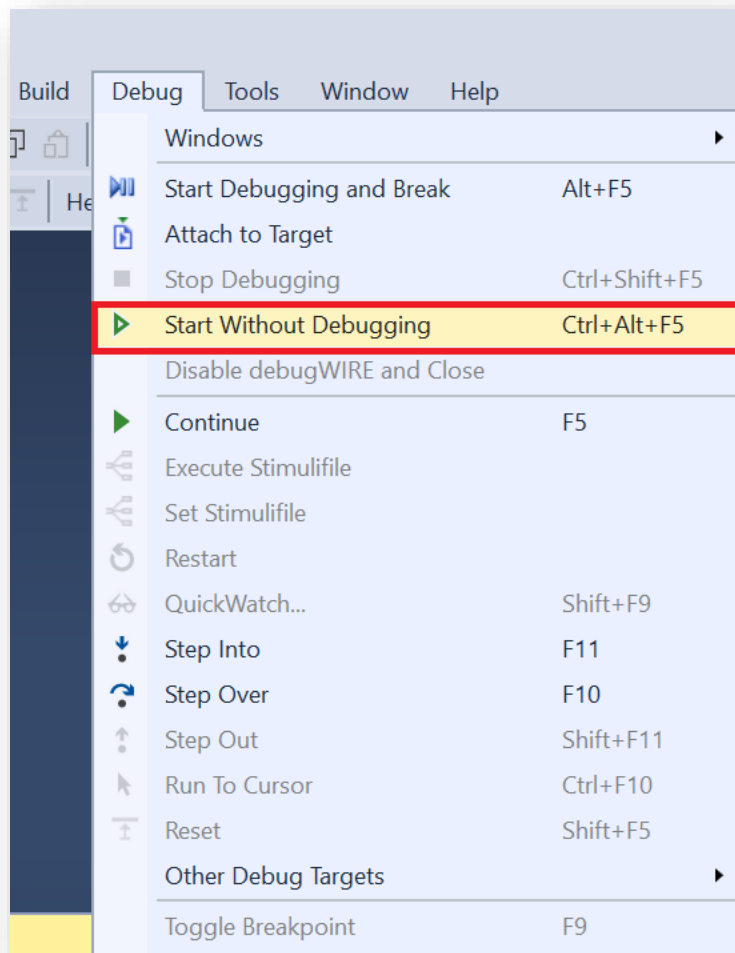 Build Debug Tools Window Help
Windows
He
Start Debugging and Break Alt+F5
Attach to Target
Stop Debugging Ctrl+Shift+F5
Start Without Debugging Ctrl+Alt+F5
Disable debugWIRE and Close
Continue F5
Execute Stimulifile
Set Stimulifile
Restart
QuickWatch... Shift+F9
Step Into F11
Step Over F10
Step Out Shift+F11
Run To Cursor Ctrl+F10
Reset Shift+F5
Other Debug Targets
Toggle Breakpoint F9